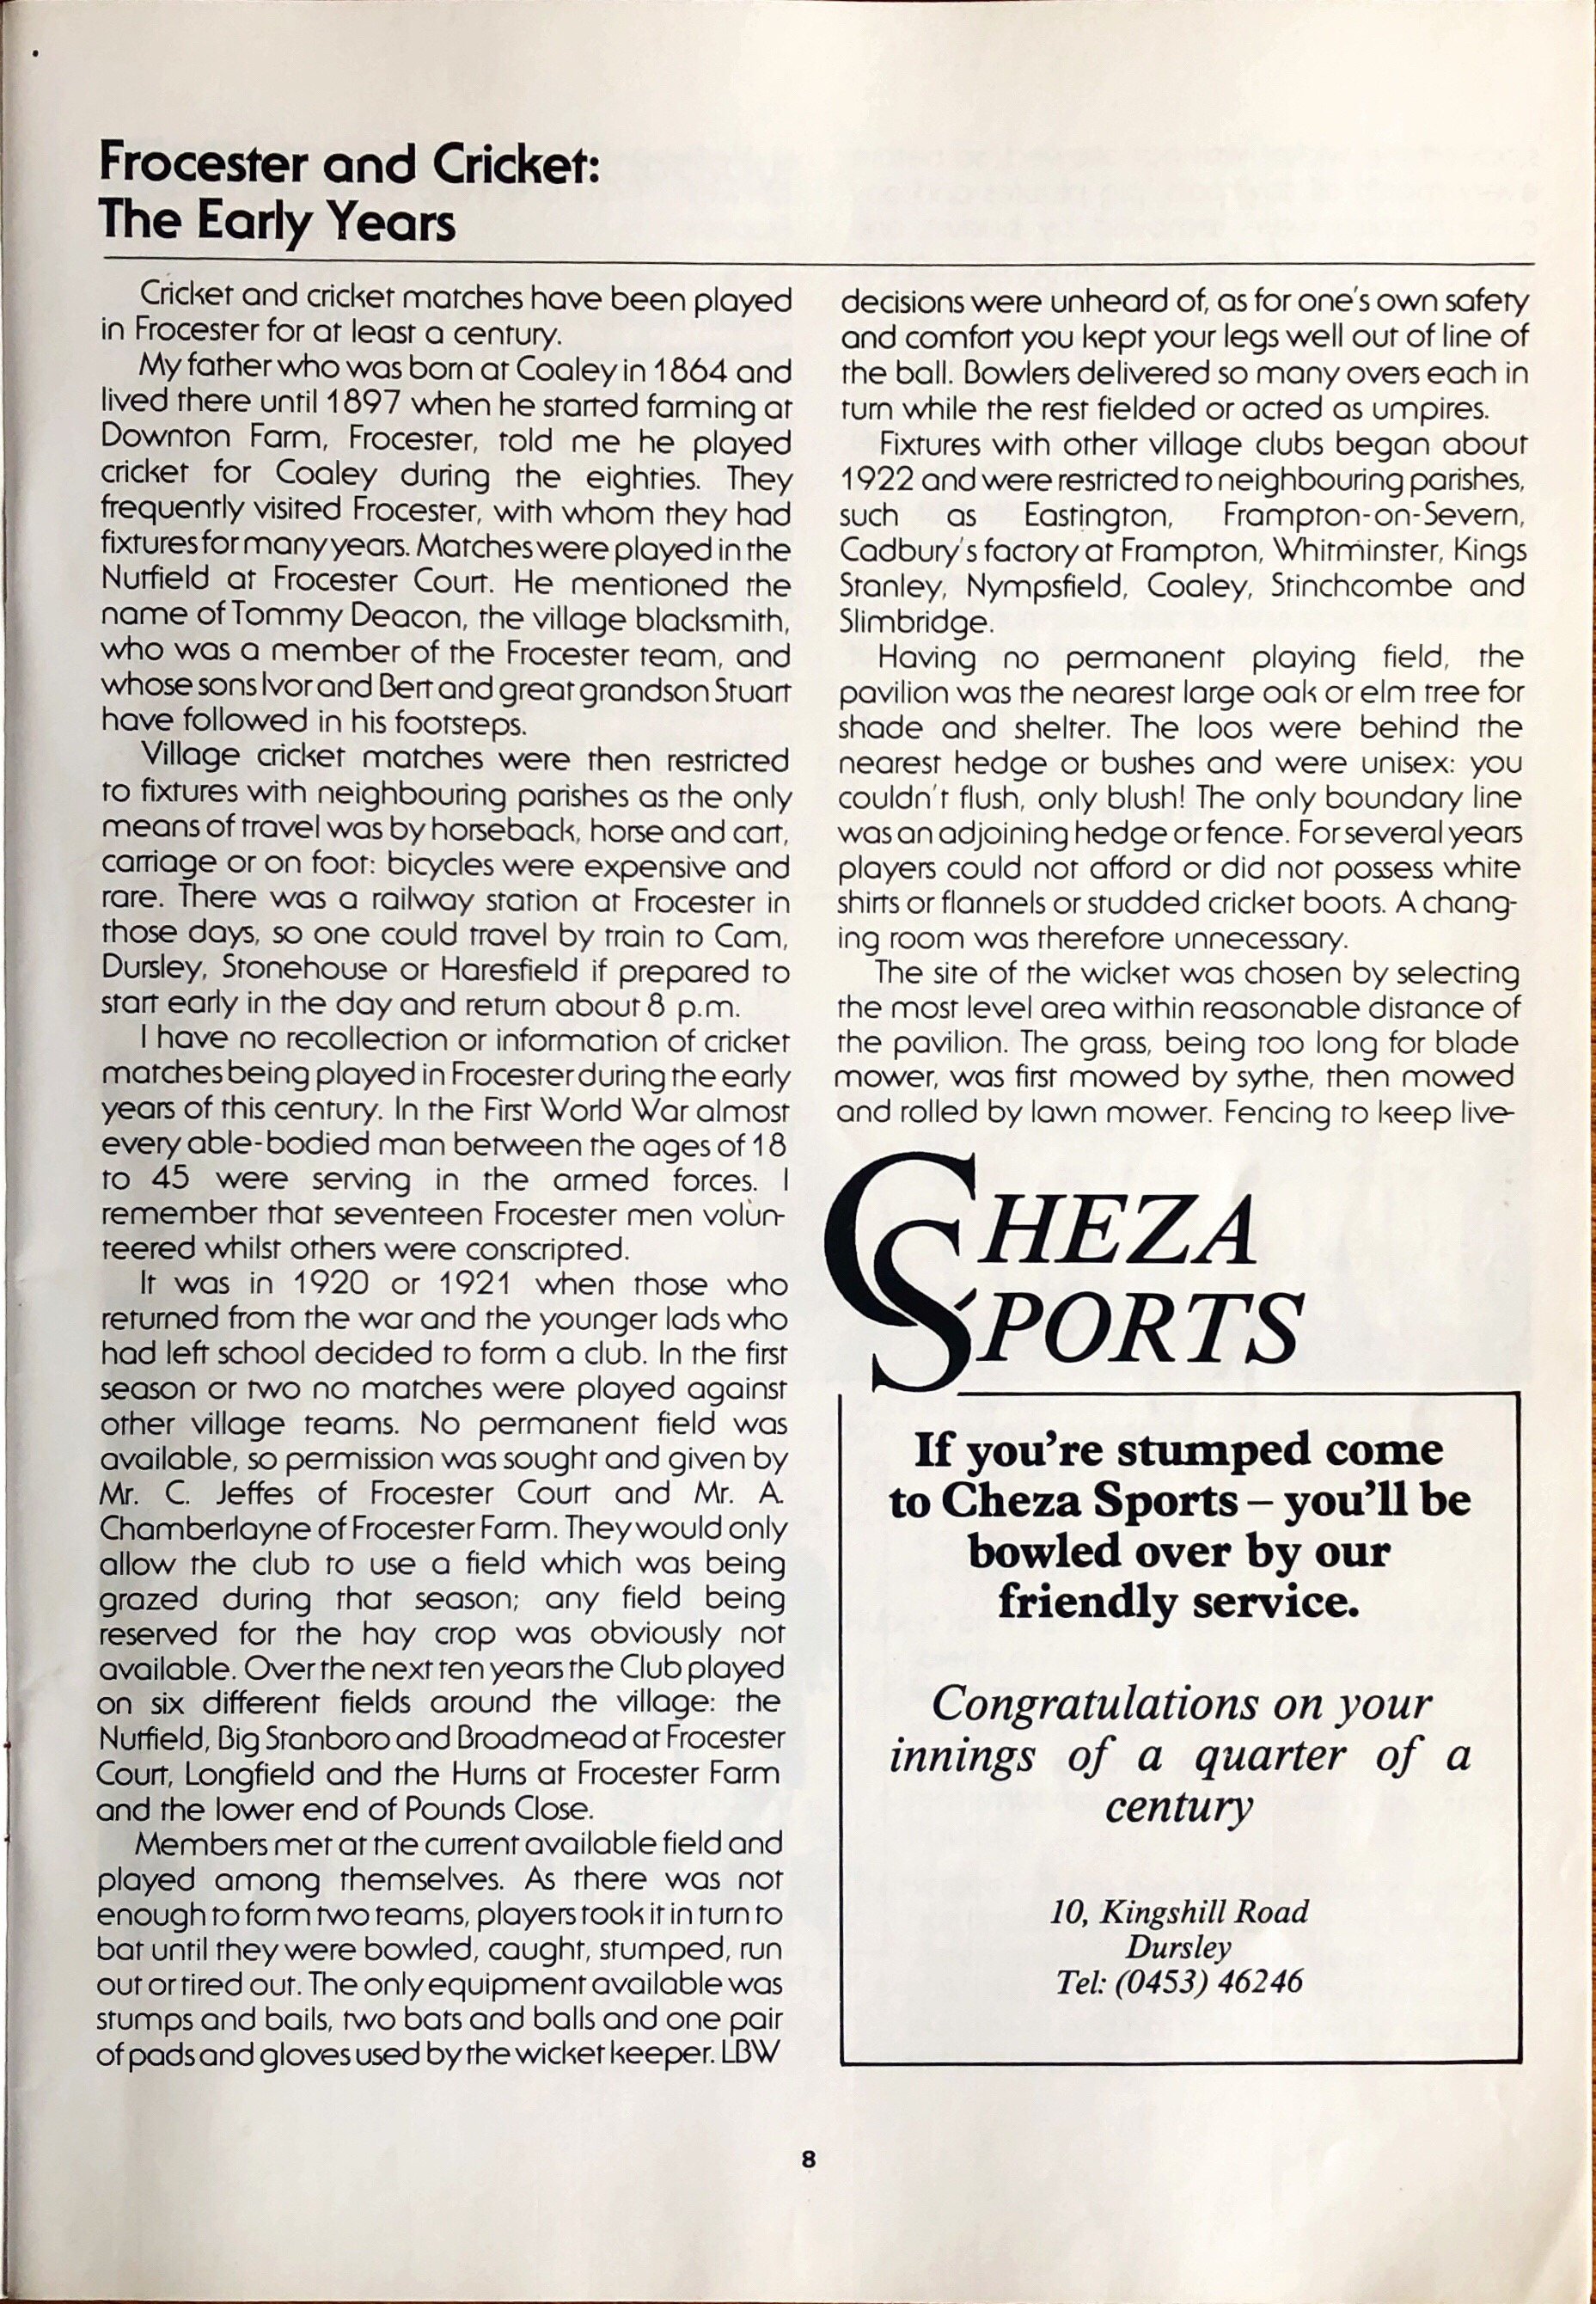 Frocester and Cricket:
The Early Years
Cricket and cricket matches have been played
in Frocester for at least a century.
My father who was born at Coaley in 1864 and
lived there until 1897 when he started farming at
Downton Farm, Frocester, told me he played
cricket for Coaley during the eighties. They
frequently visited Frocester, with whom they had
fixtures for many years. Matches were played in the
Nutfield at Frocester Court. He mentioned the
name of Tommy Deacon, the village blacksmith,
who was a member of the Frocester team, and
whose sons Ivor and Bert and great grandson Stuart
have followed in his footsteps.
Village cricket matches were then restricted
to fixtures with neighbouring parishes as the only
means of travel was by horseback, horse and cart,
carriage or on foot: bicycles were expensive and
rare. There was a railway station at Frocester in
those days, so one could travel by train to Cam,
Dursley, Stonehouse or Haresfield if prepared to
start early in the day and return about 8 p.m.
I have no recollection or information of cricket
matches being played in Frocester during the early
years of this century. In the First World War almost
every able-bodied man between the ages of 18
to 45 were serving in the armed forces. I
remember that seventeen Frocester men volun-
teered whilst others were conscripted.
It was in 1920 or 1921 when those who
returned from the war and the younger lads who
had left school decided to form a club. In the first
season or two no matches were played against
other village teams. No permanent field was
available, so permission was sought and given by
Mr. C. Jeffes of Frocester Court and Mr. A.
Chamberlayne of Frocester Farm. They would only
allow the club to use a field which was being
grazed during that season; any field being
reserved for the hay crop was obviously not
available. Over the next ten years the Club played
on six different fields around the village: the
Nutfield, Big Stanboro and Broadmead at Frocester
Court, Longfield and the Hurns at Frocester Farm
and the lower end of Pounds Close.
Members met at the current available field and
played among themselves. As there was not
enough to form two teams, players took it in turn to
bat until they were bowled, caught, stumped, run
out or tired out. The only equipment available was
stumps and bails, two bats and balls and one pair
of pads and gloves used by the wicket keeper. LBW
decisions were unheard of, as for one's own safety
and comfort you kept your legs well out of line of
the ball. Bowlers delivered so many overs each in
turn while the rest fielded or acted as umpires.
Fixtures with other village clubs began about
1922 and were restricted to neighbouring parishes,
such as Eastington, Frampton-on-Severn,
Cadbury's factory at Frampton, Whitminster, Kings
Stanley, Nympsfield, Coaley, Stinchcombe and
Slimbridge.
Having no permanent playing field, the
pavilion was the nearest large oak or elm tree for
shade and shelter. The loos were behind the
nearest hedge or bushes and were unisex: you
couldn't flush, only blush! The only boundary line
was an adjoining hedge or fence. For several years
players could not afford or did not possess white
shirts or flannels or studded cricket boots. A chang-
ing room was therefore unnecessary.
The site of the wicket was chosen by selecting
the most level area within reasonable distance of
the pavilion. The grass, being too long for blade
mower, was first mowed by sythe, then mowed
and rolled by lawn mower. Fencing to keep live-
CHEZA
SPORTS
If you're stumped come
to Cheza Sports – you'll be
bowled over by our
friendly service.
Congratulations on your
innings of a quarter of a
century
10, Kingshill Road
Dursley
Tel: (0453) 46246
8